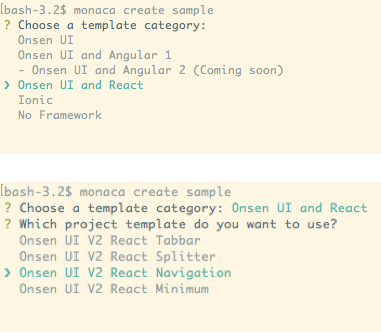 [bash-3.2$ monaca create sample
? Choose a template category:
Onsen UI
Onsen UI and Angular 1
- Onsen UI and Angular 2 (Coming soon)
❯ Onsen UI and React
Ionic
No Framework
[bash-3.2$ monaca create sample
? Choose a template category: Onsen UI and React
? Which project template do you want to use?
Onsen UI V2 React Tabbar
Onsen UI V2 React Splitter
❯ Onsen UI V2 React Navigation
Onsen UI V2 React Minimum